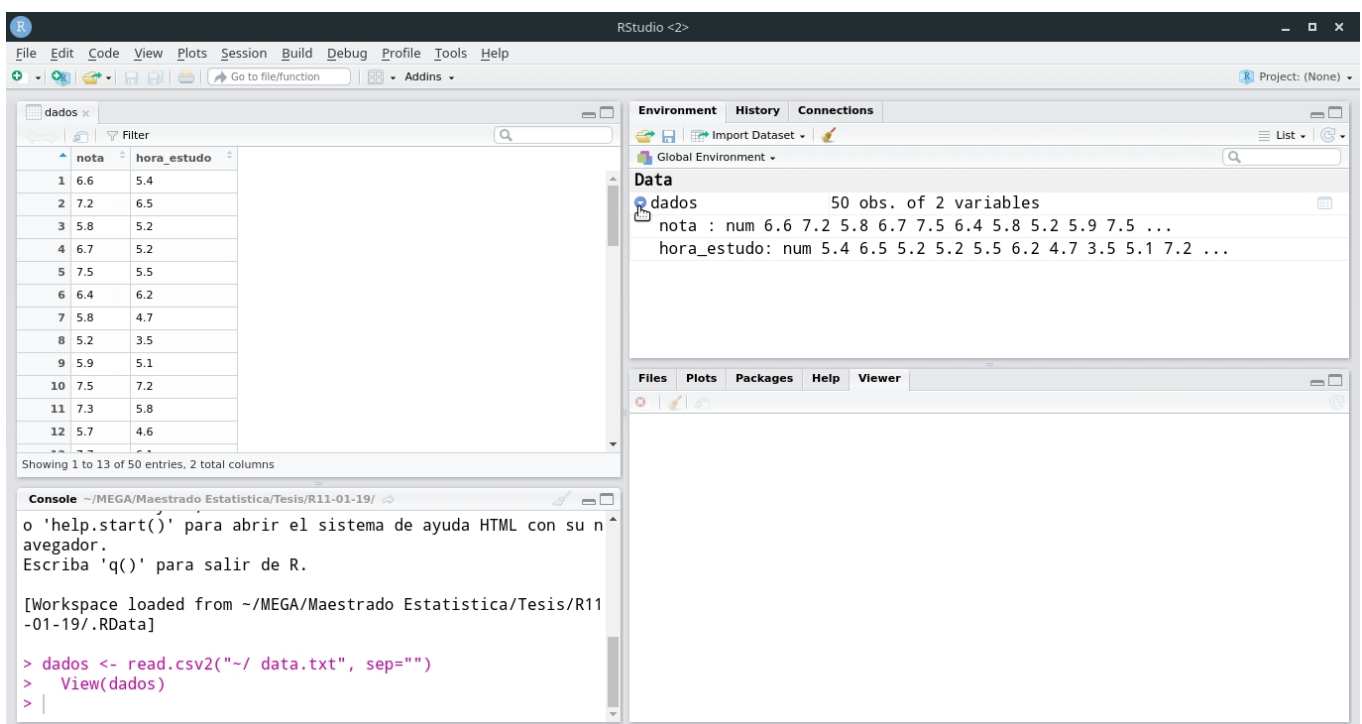 RStudio <2>
File Edit Code View Plots Session Build Debug Profile Tools Help
Go to file/function Addins Project: (None)
dados
Filter
nota hora_estudo
1 6.6 5.4
2 7.2 6.5
3 5.8 5.2
4 6.7 5.2
5 7.5 5.5
6 6.4 6.2
7 5.8 4.7
8 5.2 3.5
9 5.9 5.1
10 7.5 7.2
11 7.3 5.8
12 5.7 4.6
Showing 1 to 13 of 50 entries, 2 total columns
Console ~/MEGA/Maestrado Estatistica/Tesis/R11-01-19/
o 'help.start()' para abrir el sistema de ayuda HTML con su n
avegador.
Escriba 'q()' para salir de R.
[Workspace loaded from ~/MEGA/Maestrado Estatistica/Tesis/R11
-01-19/.RData]
> dados <- read.csv2("~/ data.txt", sep="")
>   View(dados)
>
Environment History Connections
Import Dataset List
Global Environment
Data
dados 50 obs. of 2 variables
nota : num 6.6 7.2 5.8 6.7 7.5 6.4 5.8 5.2 5.9 7.5 ...
hora_estudo: num 5.4 6.5 5.2 5.2 5.5 6.2 4.7 3.5 5.1 7.2 ...
Files Plots Packages Help Viewer